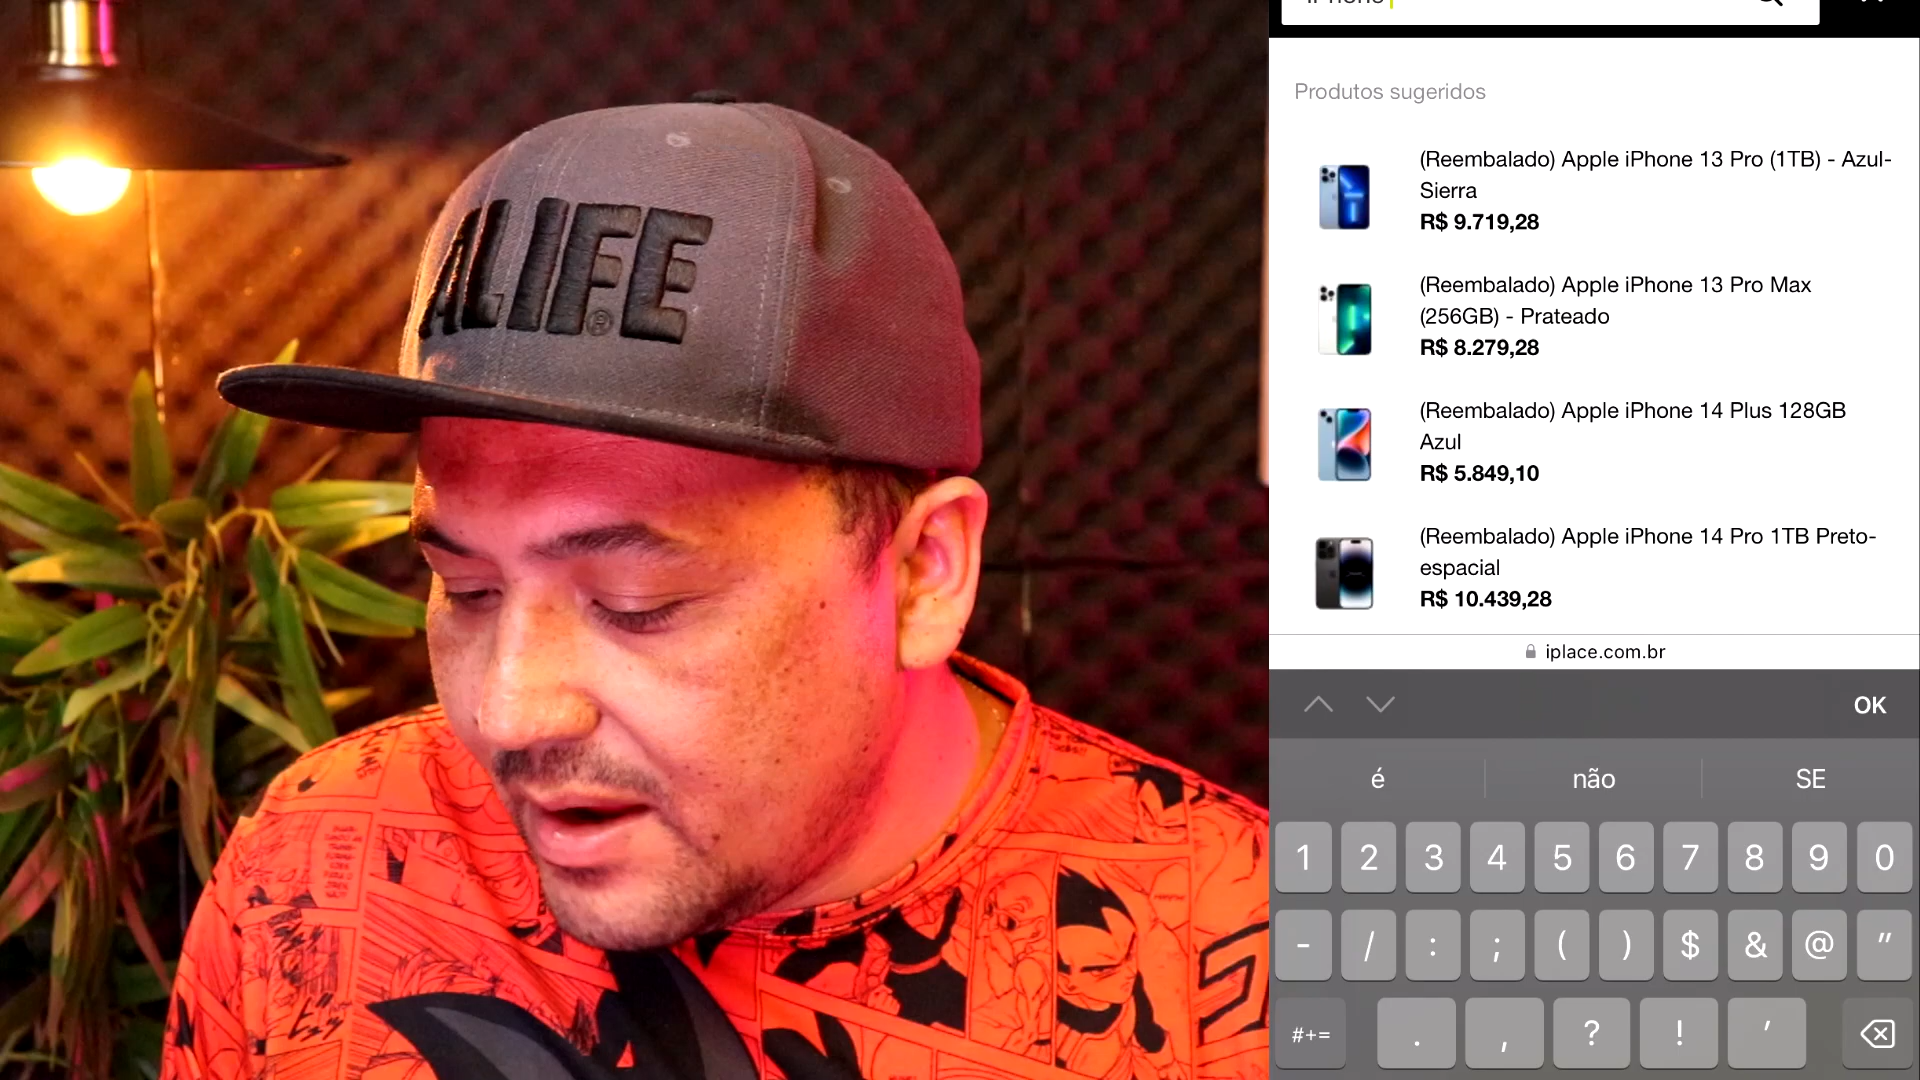 ALIFE
®
iPhone
Produtos sugeridos
(Reembalado) Apple iPhone 13 Pro (1TB) - Azul-
Sierra
R$ 9.719,28
(Reembalado) Apple iPhone 13 Pro Max
(256GB) - Prateado
R$ 8.279,28
(Reembalado) Apple iPhone 14 Plus 128GB
Azul
R$ 5.849,10
(Reembalado) Apple iPhone 14 Pro 1TB Preto-
espacial
R$ 10.439,28
iplace.com.br
OK
é não SE
1 2 3 4 5 6 7 8 9 0
- / : ; ( ) $ & @ "
#+= . , ? ! ′